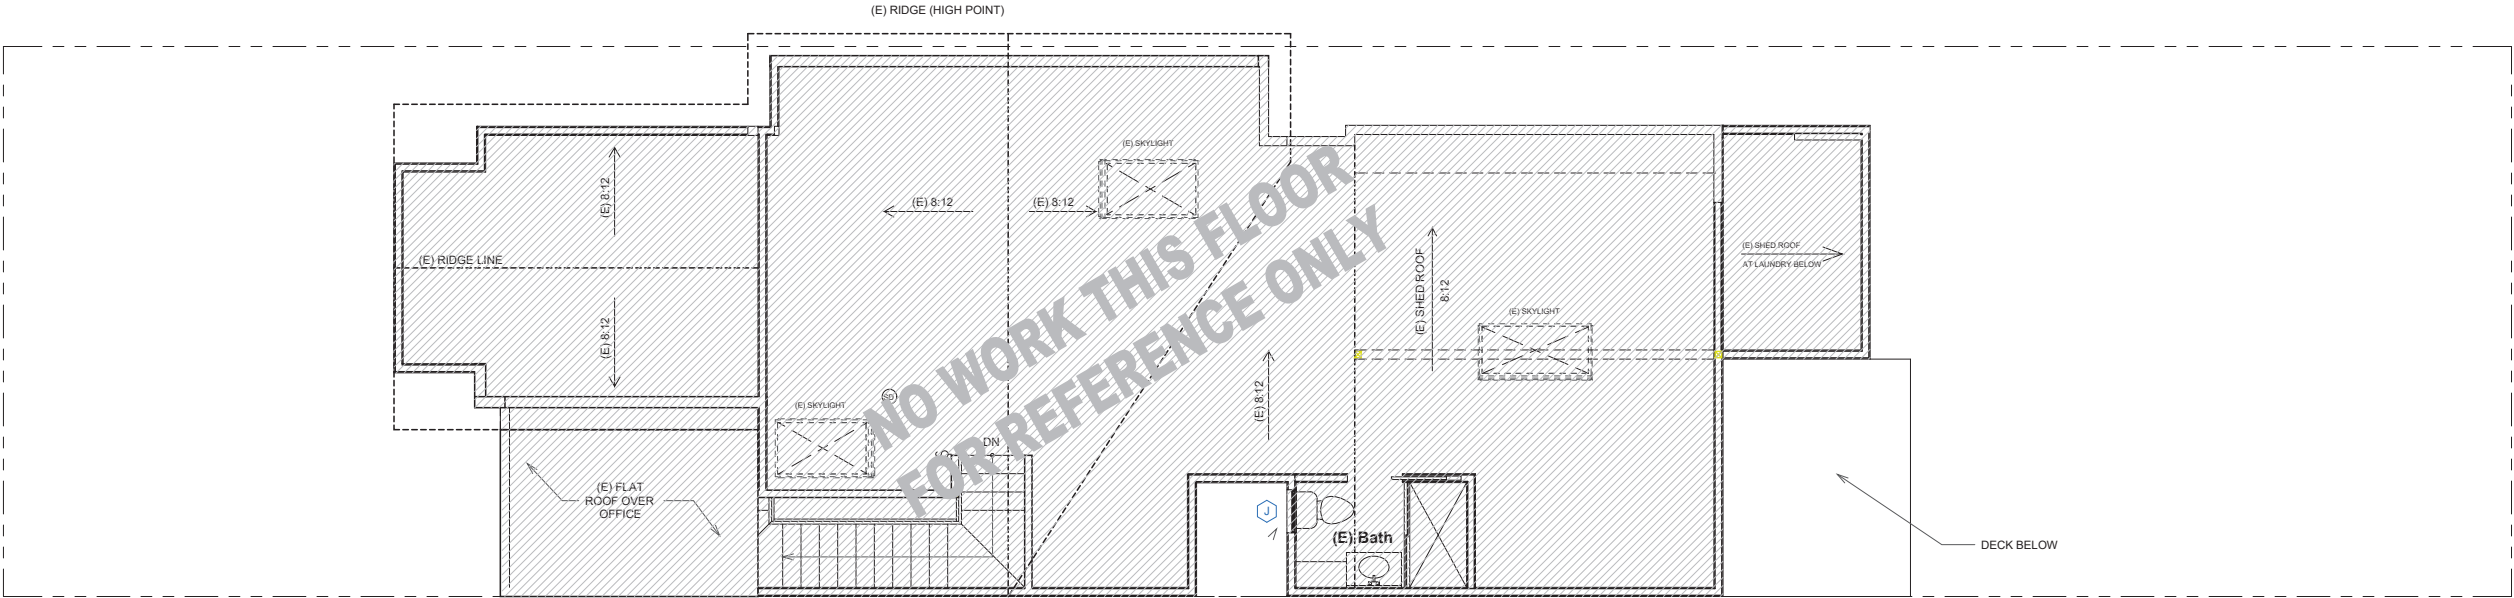 (E) RIDGE (HIGH POINT)
(E) SKYLIGHT
(E) 8:12
(E) 8:12
(E) 8:12
(E) RIDGE LINE
(E) 8:12
(E) SHED ROOF
8:12
(E) SHED ROOF
AT LAUNDRY BELOW
(E) SKYLIGHT
NO WORK THIS FLOOR
FOR REFERENCE ONLY
(E) 8:12
SD
(E) SKYLIGHT
DN
(E) FLAT
ROOF OVER
OFFICE
J
(E) Bath
DECK BELOW